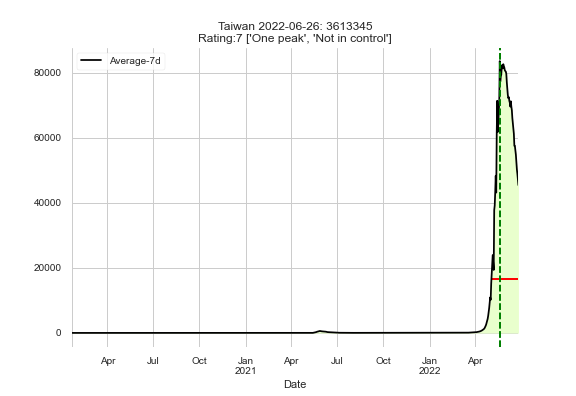 Taiwan 2022-06-26: 3613345
Rating:7 ['One peak', 'Not in control']
Average-7d
80000
60000
40000
20000
0
Apr Jul Oct Jan Apr Jul Oct Jan Apr
2021 2022
Date